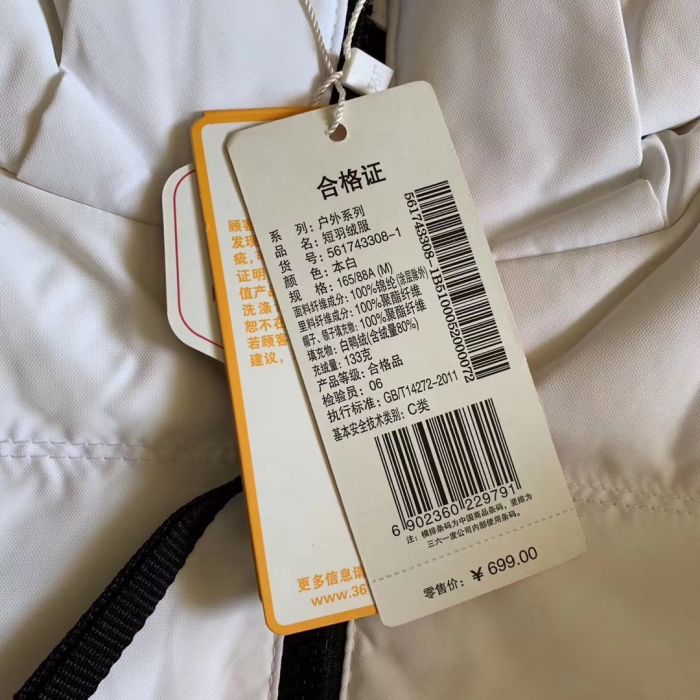 合格证
系 列：户外系列
品 名：短羽绒服
货 号：561743308-1
颜 色：本白
规 格：165/88A (M)
面料纤维成分：100%锦纶(涂层除外)
里料纤维成分：100%聚酯纤维
帽子、领子填充物：100%聚酯纤维
填充物：白鸭绒(含绒量80%)
充绒量：133克
产品等级：合格品
检验员：06
执行标准：GB/T14272-2011
基本安全技术类别：C类
561743308-1B5100052000072
6 902360 229791
注：横排条码为中国商品条码，竖排为
三六一度公司内部使用条码。
零售价：￥699.00
顾客
发现
疵，
证明
值产
洗涤
恕不在
若顾客
建议，
更多信息请
www.36
361°